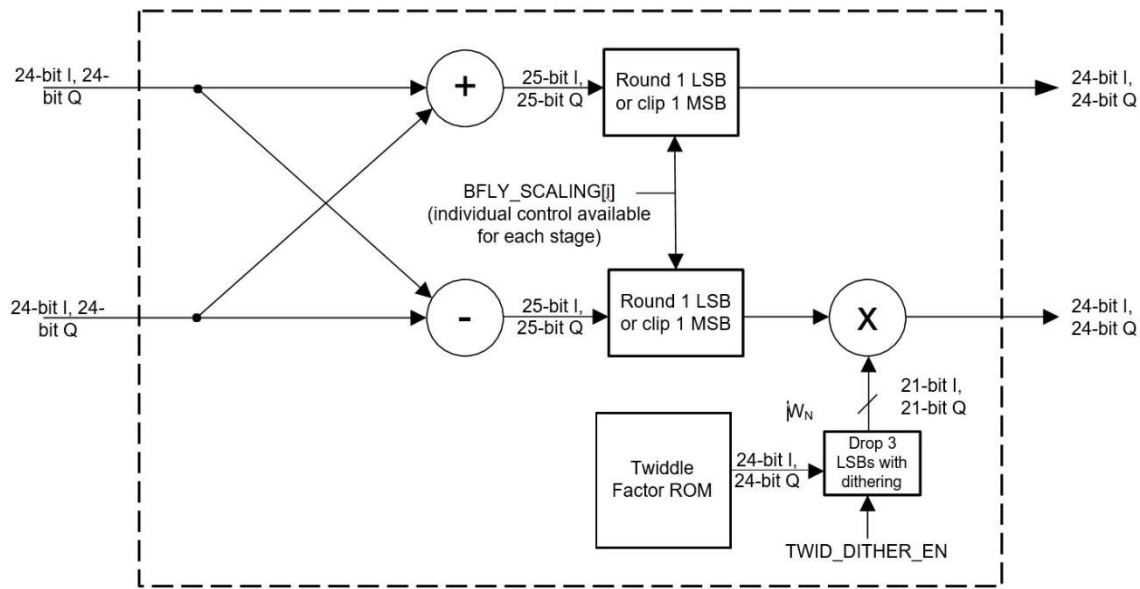 24-bit I, 24-
bit Q
+
25-bit I,
25-bit Q
Round 1 LSB
or clip 1 MSB
24-bit I,
24-bit Q
BFLY_SCALING[i]
(individual control available
for each stage)
24-bit I, 24-
bit Q
-
25-bit I,
25-bit Q
Round 1 LSB
or clip 1 MSB
X
24-bit I,
24-bit Q
21-bit I,
21-bit Q
WN
Twiddle
Factor ROM
24-bit I,
24-bit Q
Drop 3
LSBs with
dithering
TWID_DITHER_EN